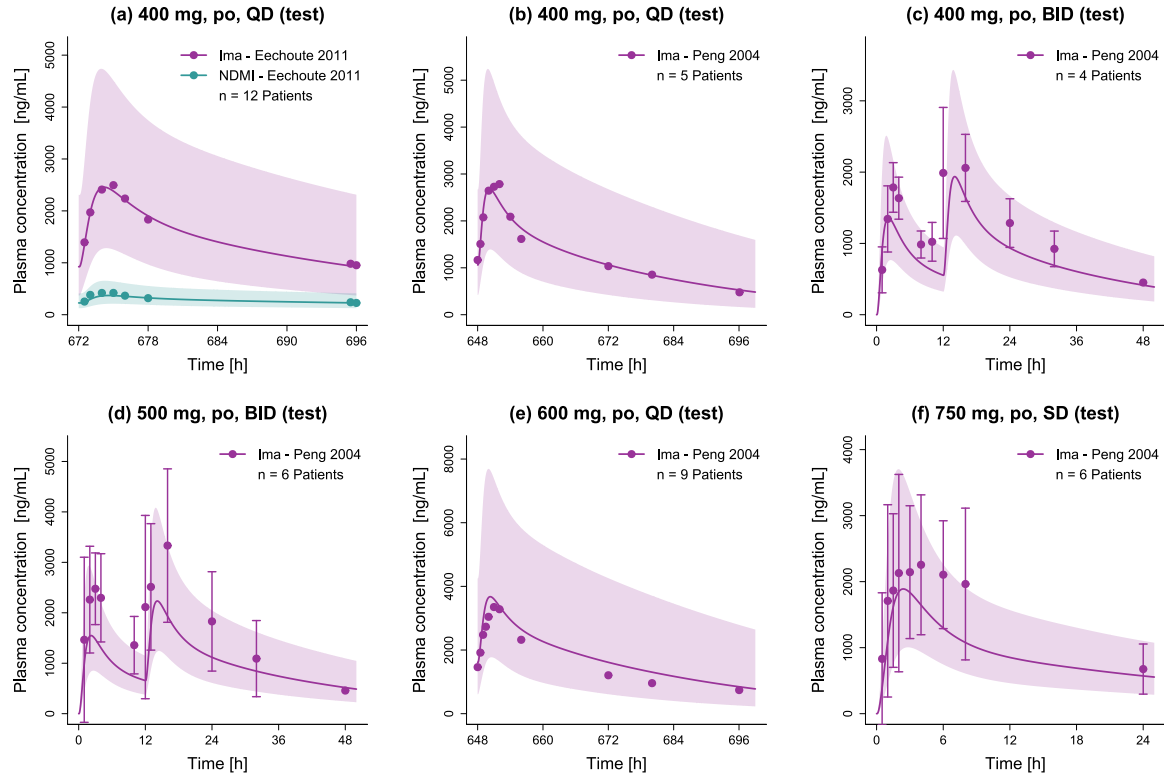 (a) 400 mg, po, QD (test)
Plasma concentration [ng/mL]
5000
4000
3000
2000
1000
0
Ima - Eechoute 2011
NDMI - Eechoute 2011
n = 12 Patients
672 678 684 690 696
Time [h]
(b) 400 mg, po, QD (test)
Plasma concentration [ng/mL]
5000
4000
3000
2000
1000
0
Ima - Peng 2004
n = 5 Patients
648 660 672 684 696
Time [h]
(c) 400 mg, po, BID (test)
Plasma concentration [ng/mL]
3000
2000
1000
0
Ima - Peng 2004
n = 4 Patients
0 12 24 36 48
Time [h]
(d) 500 mg, po, BID (test)
Plasma concentration [ng/mL]
5000
4000
3000
2000
1000
0
Ima - Peng 2004
n = 6 Patients
0 12 24 36 48
Time [h]
(e) 600 mg, po, QD (test)
Plasma concentration [ng/mL]
8000
6000
4000
2000
0
Ima - Peng 2004
n = 9 Patients
648 660 672 684 696
Time [h]
(f) 750 mg, po, SD (test)
Plasma concentration [ng/mL]
4000
3000
2000
1000
0
Ima - Peng 2004
n = 6 Patients
0 6 12 18 24
Time [h]